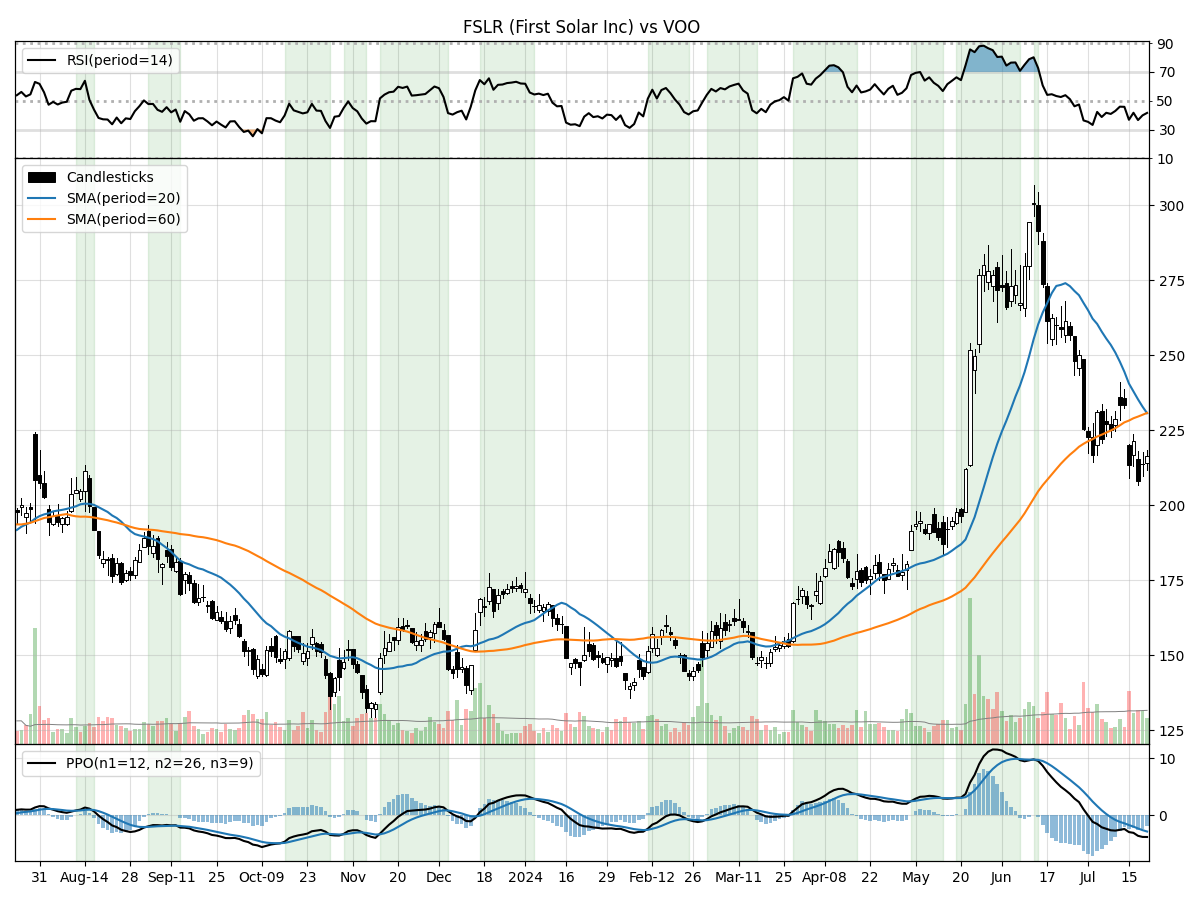 FSLR (First Solar Inc) vs VOO
RSI(period=14)
90
70
50
30
10
Candlesticks
SMA(period=20)
SMA(period=60)
300
275
250
225
200
175
150
125
PPO(n1=12, n2=26, n3=9)
10
0
31 Aug-14 28 Sep-11 25 Oct-09 23 Nov 20 Dec 18 2024 16 29 Feb-12 26 Mar-11 25 Apr-08 22 May 20 Jun 17 Jul 15